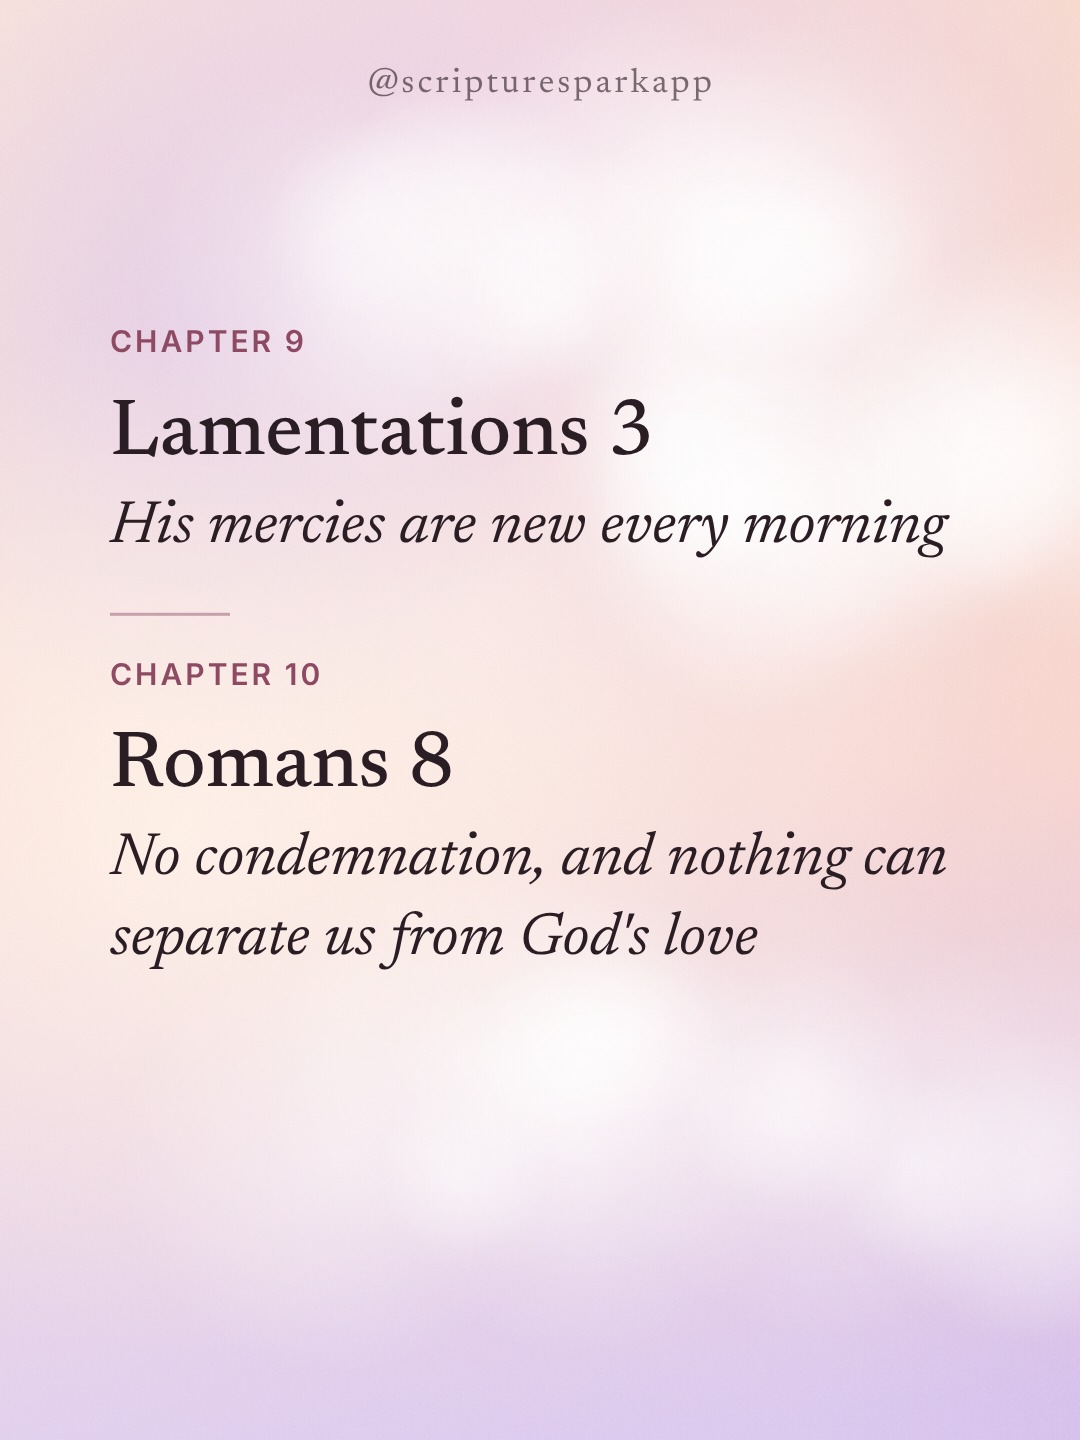 @scripturesparkapp
CHAPTER 9
Lamentations 3
His mercies are new every morning
CHAPTER 10
Romans 8
No condemnation, and nothing can
separate us from God's love